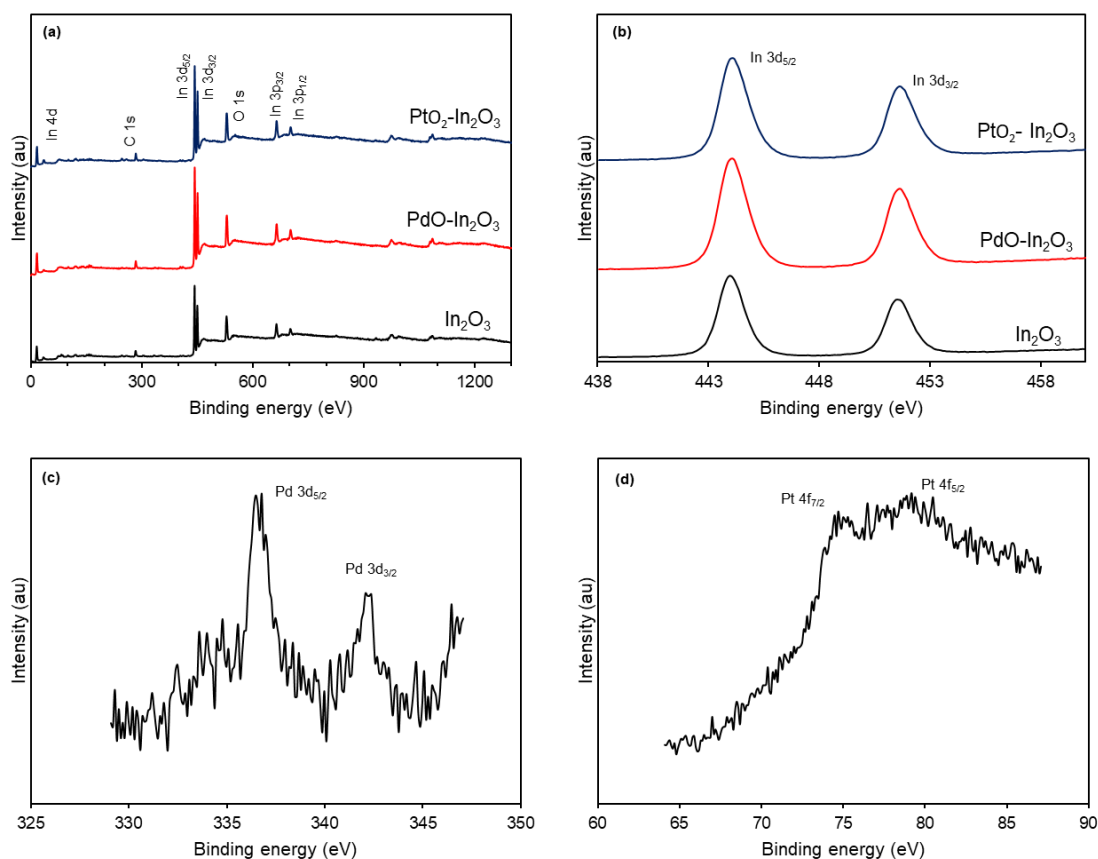 (a)
In 4d
C 1s
In 3d5/2
In 3d3/2
O 1s
In 3p3/2
In 3p1/2
PtO2-In2O3
PdO-In2O3
In2O3
Intensity (au)
0 300 600 900 1200
Binding energy (eV)
(b)
In 3d5/2
In 3d3/2
PtO2- In2O3
PdO-In2O3
In2O3
Intensity (au)
438 443 448 453 458
Binding energy (eV)
(c)
Pd 3d5/2
Pd 3d3/2
Intensity (au)
325 330 335 340 345 350
Binding energy (eV)
(d)
Pt 4f7/2
Pt 4f5/2
Intensity (au)
60 65 70 75 80 85 90
Binding energy (eV)